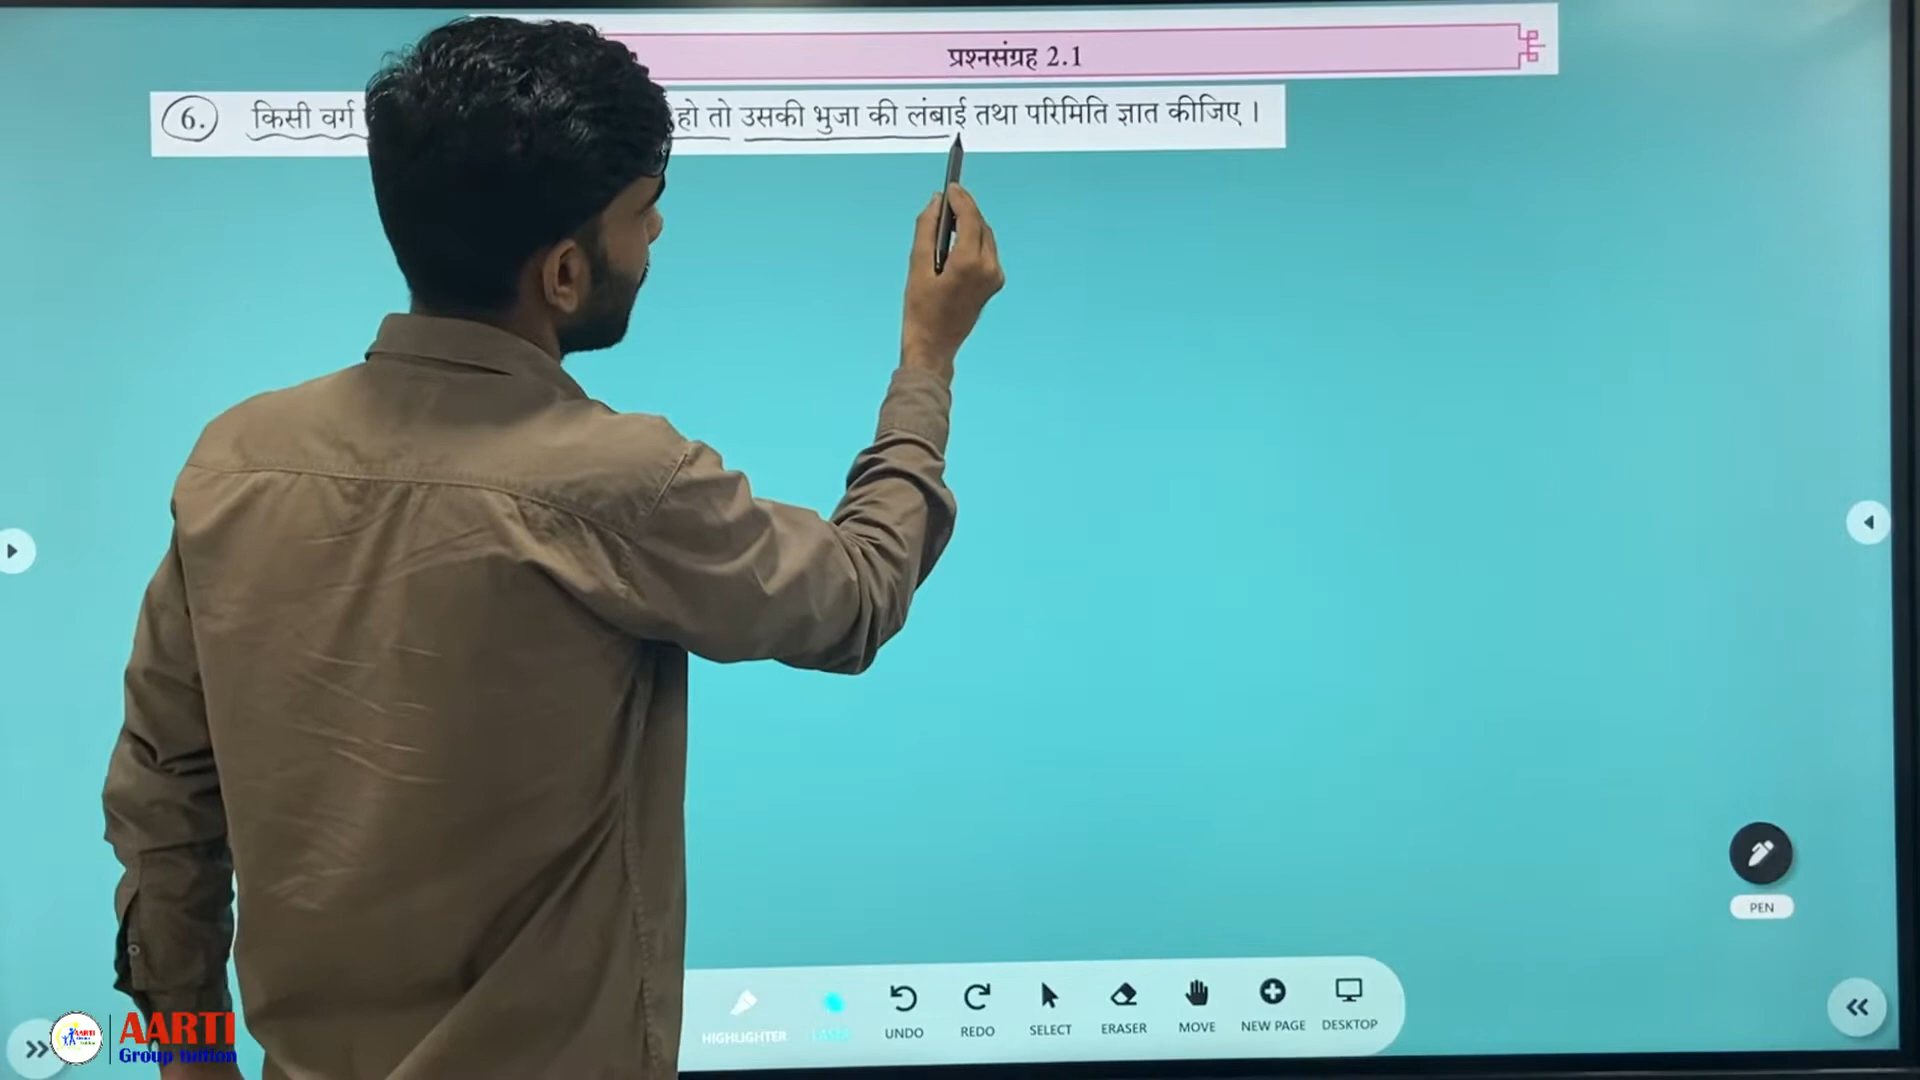 प्रश्नसंग्रह 2.1
6. किसी वर्ग हो तो उसकी भुजा की लंबाई तथा परिमिति ज्ञात कीजिए ।
PEN
HIGHLIGHTER LASER UNDO REDO SELECT ERASER MOVE NEW PAGE DESKTOP
AARTI
Group tuition